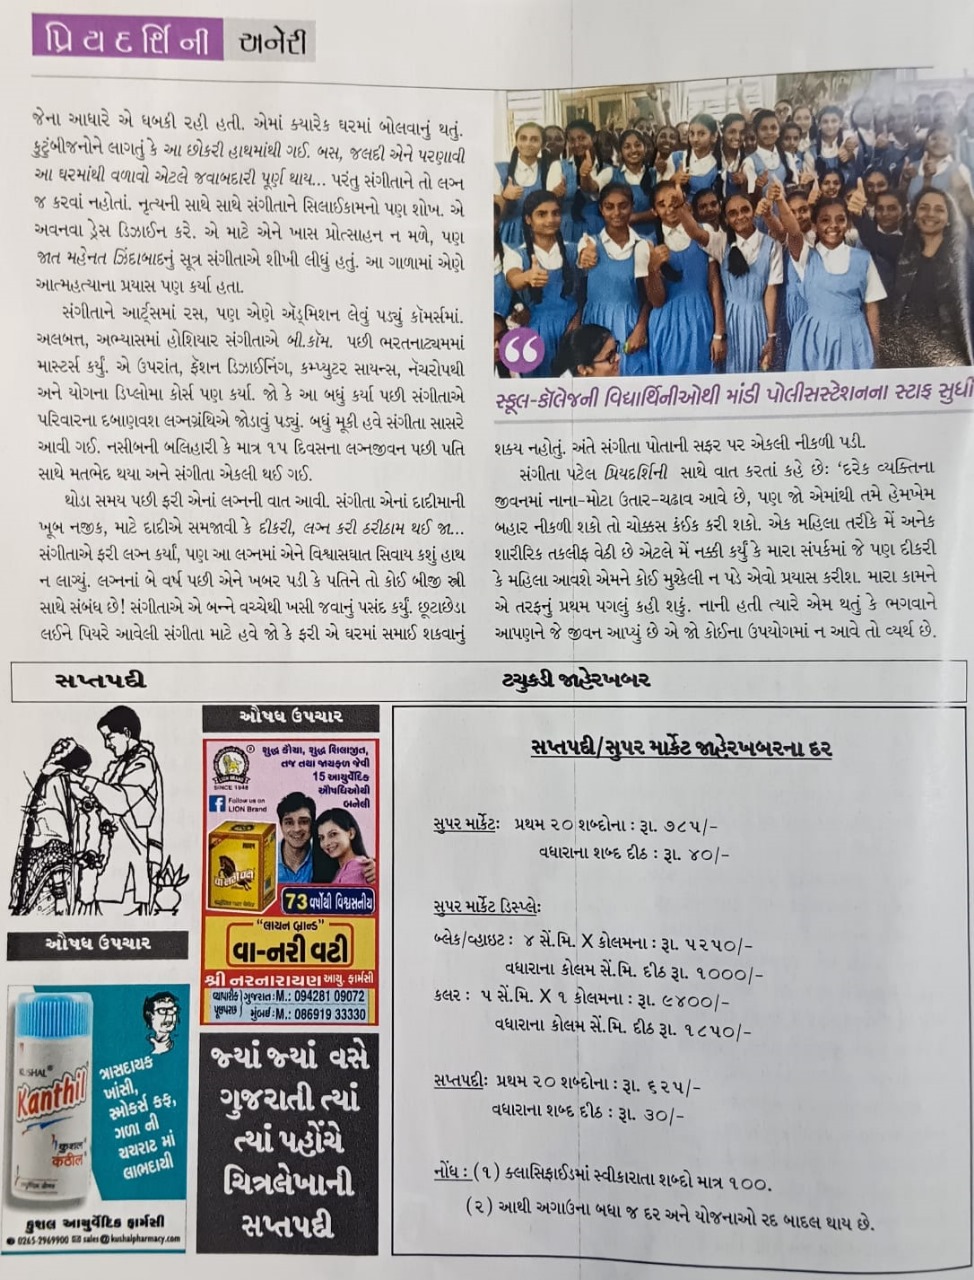 પ્રિયદર્શિની અનેરી
જેના આધારે એ ધબકી રહી હતી. એમાં ક્યારેક ઘરમાં બોલવાનું થતું.
કુટુંબીજનોને લાગતું કે આ છોકરી હાથમાંથી ગઈ. બસ, જલદી એને પરણાવી
આ ઘરમાંથી વળાવો એટલે જવાબદારી પૂર્ણ થાય... પરંતુ સંગીતાને તો લગ્ન
જ કરવાં નહોતાં. નૃત્યની સાથે સાથે સંગીતાને સિલાઈકામનો પણ શોખ. એ
અવનવા ડ્રેસ ડિઝાઈન કરે. એ માટે એને ખાસ પ્રોત્સાહન ન મળે, પણ
જાત મહેનત ઝિંદાબાદનું સૂત્ર સંગીતાએ શીખી લીધું હતું. આ ગાળામાં એણે
આત્મહત્યાના પ્રયાસ પણ કર્યા હતા.
સંગીતાને આર્ટ્સમાં રસ, પણ એણે ઍડ્મિશન લેવું પડ્યું કૉમર્સમાં.
અલબત્ત, અભ્યાસમાં હોશિયાર સંગીતાએ બી.કૉમ. પછી ભરતનાટ્યમમાં
માસ્ટર્સ કર્યું. એ ઉપરાંત, ફૅશન ડિઝાઈનિંગ, કમ્પ્યુટર સાયન્સ, નૅચરોપથી
અને યોગના ડિપ્લોમા કોર્સ પણ કર્યા. જો કે આ બધું કર્યા પછી સંગીતાએ
પરિવારના દબાણવશ લગ્નગ્રંથિએ જોડાવું પડ્યું. બધું મૂકી હવે સંગીતા સાસરે
આવી ગઈ. નસીબની બલિહારી કે માત્ર ૧૫ દિવસના લગ્નજીવન પછી પતિ
સાથે મતભેદ થયા અને સંગીતા એકલી થઈ ગઈ.
થોડા સમય પછી ફરી એનાં લગ્નની વાત આવી. સંગીતા એનાં દાદીમાની
ખૂબ નજીક, માટે દાદીએ સમજાવી કે દીકરી, લગ્ન કરી ઠરીઠામ થઈ જા...
સંગીતાએ ફરી લગ્ન કર્યાં, પણ આ લગ્નમાં એને વિશ્વાસઘાત સિવાય કશું હાથ
ન લાગ્યું. લગ્નનાં બે વર્ષ પછી એને ખબર પડી કે પતિને તો કોઈ બીજી સ્ત્રી
સાથે સંબંધ છે! સંગીતાએ એ બન્ને વચ્ચેથી ખસી જવાનું પસંદ કર્યું. છૂટાછેડા
લઈને પિયરે આવેલી સંગીતા માટે હવે જો કે ફરી એ ઘરમાં સમાઈ શકવાનું
સ્કૂલ-કૉલેજની વિદ્યાર્થિનીઓથી માંડી પોલીસસ્ટેશનના સ્ટાફ સુધી
શક્ય નહોતું. અંતે સંગીતા પોતાની સફર પર એકલી નીકળી પડી.
સંગીતા પટેલ પ્રિયદર્શિની સાથે વાત કરતાં કહે છેઃ 'દરેક વ્યક્તિના
જીવનમાં નાના-મોટા ઉતાર-ચઢાવ આવે છે, પણ જો એમાંથી તમે હેમખેમ
બહાર નીકળી શકો તો ચોક્કસ કંઈક કરી શકો. એક મહિલા તરીકે મેં અનેક
શારીરિક તકલીફ વેઠી છે એટલે મેં નક્કી કર્યું કે મારા સંપર્કમાં જે પણ દીકરી
કે મહિલા આવશે એમને કોઈ મુશ્કેલી ન પડે એવો પ્રયાસ કરીશ. મારા કામને
એ તરફનું પ્રથમ પગલું કહી શકું. નાની હતી ત્યારે એમ થતું કે ભગવાને
આપણને જે જીવન આપ્યું છે એ જો કોઈના ઉપયોગમાં ન આવે તો વ્યર્થ છે.
સપ્તપદી
ટચુકડી જાહેરખબર
ઔષધ ઉપચાર
KUSHAL
Kanthil
કુશલ
कंठील
ત્રાસદાયક
ખાંસી,
સ્મોકર્સ કફ,
ગળા ની
ચચરાટ માં
લાભદાયી
કુશલ આયુર્વેદિક ફાર્મસી
0265-2969900 sales@kushalpharmacy.com
ઔષધ ઉપચાર
શુદ્ધ કૌચા, શુદ્ધ શિલાજીત,
તજ તથા જાયફળ જેવી
15 આયુર્વેદિક
ઔષધિઓથી
બનેલી
SINCE 1948
Follow us on
LION Brand
73 વર્ષોથી વિશ્વસનીય
"લાયન બ્રાન્ડ"
વા-નરી વટી
શ્રી નરનારાયણ આયુ. ફાર્મસી
વ્યાપારીક પૂછપરછ
ગુજરાત: M.: 094281 09072
મુંબઈ: M.: 086919 33330
જ્યાં જ્યાં વસે
ગુજરાતી ત્યાં
ત્યાં પહોંચે
ચિત્રલેખાની
સપ્તપદી
સપ્તપદી/સુપર માર્કેટ જાહેરખબરના દર
સુપર માર્કેટઃ પ્રથમ ૨૦ શબ્દોના : રૂા. ૭૮૫/-
વધારાના શબ્દ દીઠ : રૂા. ૪૦/-
સુપર માર્કેટ ડિસ્પ્લેઃ
બ્લેક/વ્હાઇટ : ૪ સેં.મિ. X કોલમના : રૂા. ૫૨૫૦/-
વધારાના કોલમ સેં.મિ. દીઠ રૂા. ૧૦૦૦/-
કલર : ૫ સેં.મિ. X ૧ કોલમના : રૂા. ૯૪૦૦/-
વધારાના કોલમ સેં.મિ. દીઠ રૂા. ૧૮૫૦/-
સપ્તપદીઃ પ્રથમ ૨૦ શબ્દોના : રૂા. ૬૨૫/-
વધારાના શબ્દ દીઠ : રૂા. ૩૦/-
નોંધ : (૧) ક્લાસિફાઈડમાં સ્વીકારાતા શબ્દો માત્ર ૧૦૦.
(૨) આથી અગાઉના બધા જ દર અને યોજનાઓ રદ બાદલ થાય છે.